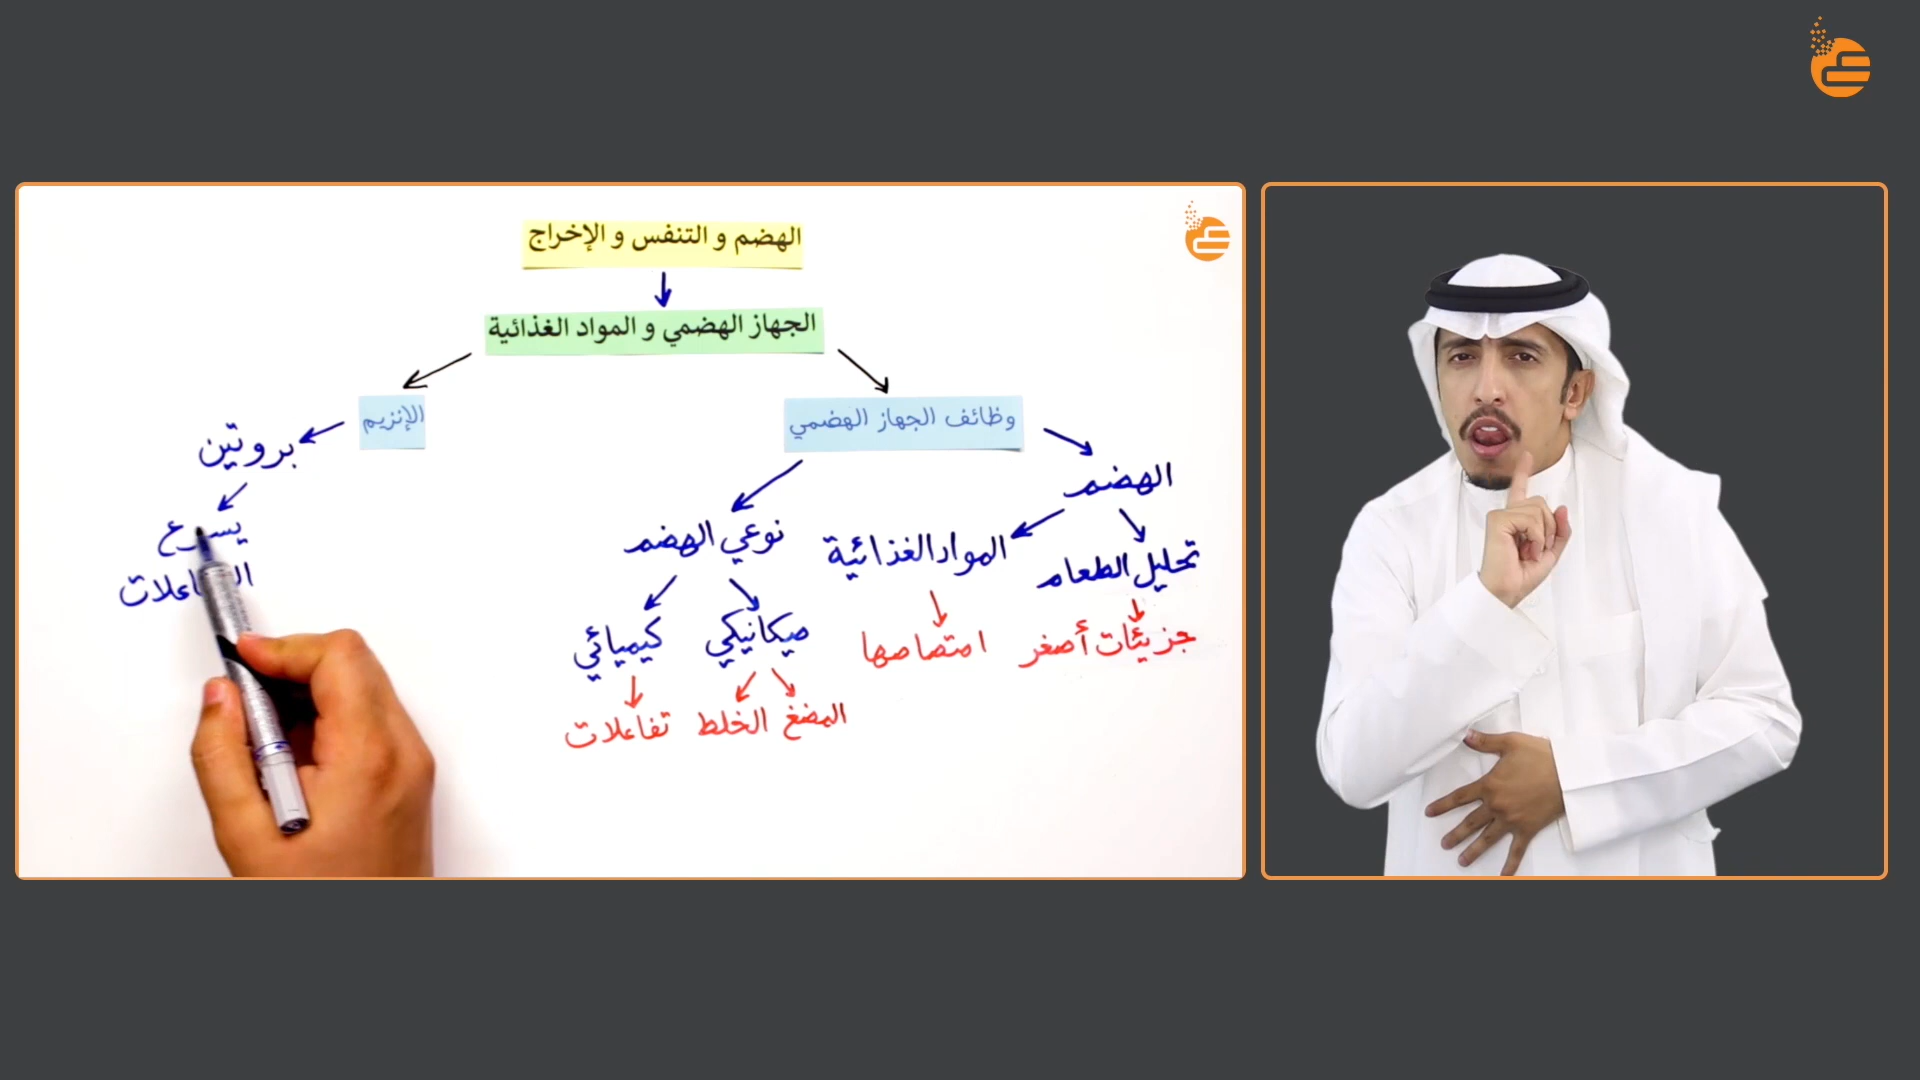 الهضم و التنفس و الإخراج
الجهاز الهضمي و المواد الغذائية
وظائف الجهاز الهضمي
الإنزيم
الهضم
بروتين
تحليل الطعام
المواد الغذائية
نوعي الهضم
يسرع
جزيئات أصغر
امتصاصها
ميكانيكي
كيميائي
المضغ
الخلط
تفاعلات